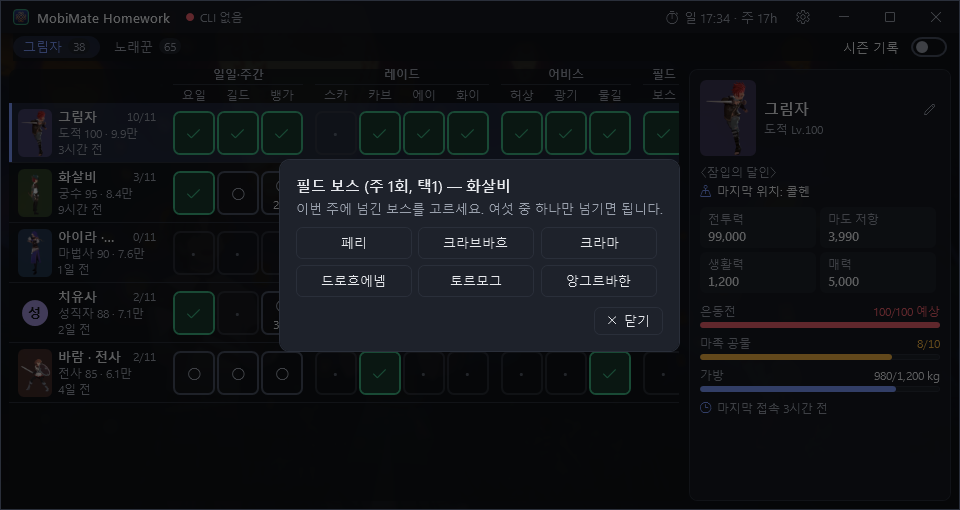 MobiMate Homework CLI 없음 일 17:34 · 주 17h
그림자 38 노래꾼 65 시즌 기록
일일·주간 레이드 어비스 필드
요일 길드 뱅가 스카 카브 에이 화이 허상 광기 물길 보스
그림자 10/11
도적 100 · 9.9만
3시간 전
화살비 3/11
궁수 95 · 8.4만
9시간 전
2
아이라 ·... 0/11
마법사 90 · 7.6만
1일 전
성
치유사 2/11
성직자 88 · 7.1만
2일 전
3
바람 · 전사 2/11
전사 85 · 6.1만
4일 전
필드 보스 (주 1회, 택1) — 화살비
이번 주에 넘긴 보스를 고르세요. 여섯 중 하나만 넘기면 됩니다.
페리 크라브바흐 크라마
드로흐에넴 토르모그 앙그르바한
닫기
그림자
도적 Lv.100
〈잠입의 달인〉
마지막 위치: 콜헨
전투력 마도 저항
99,000 3,990
생활력 매력
1,200 5,000
은동전 100/100 예상
마족 공물 8/10
가방 980/1,200 kg
마지막 접속 3시간 전